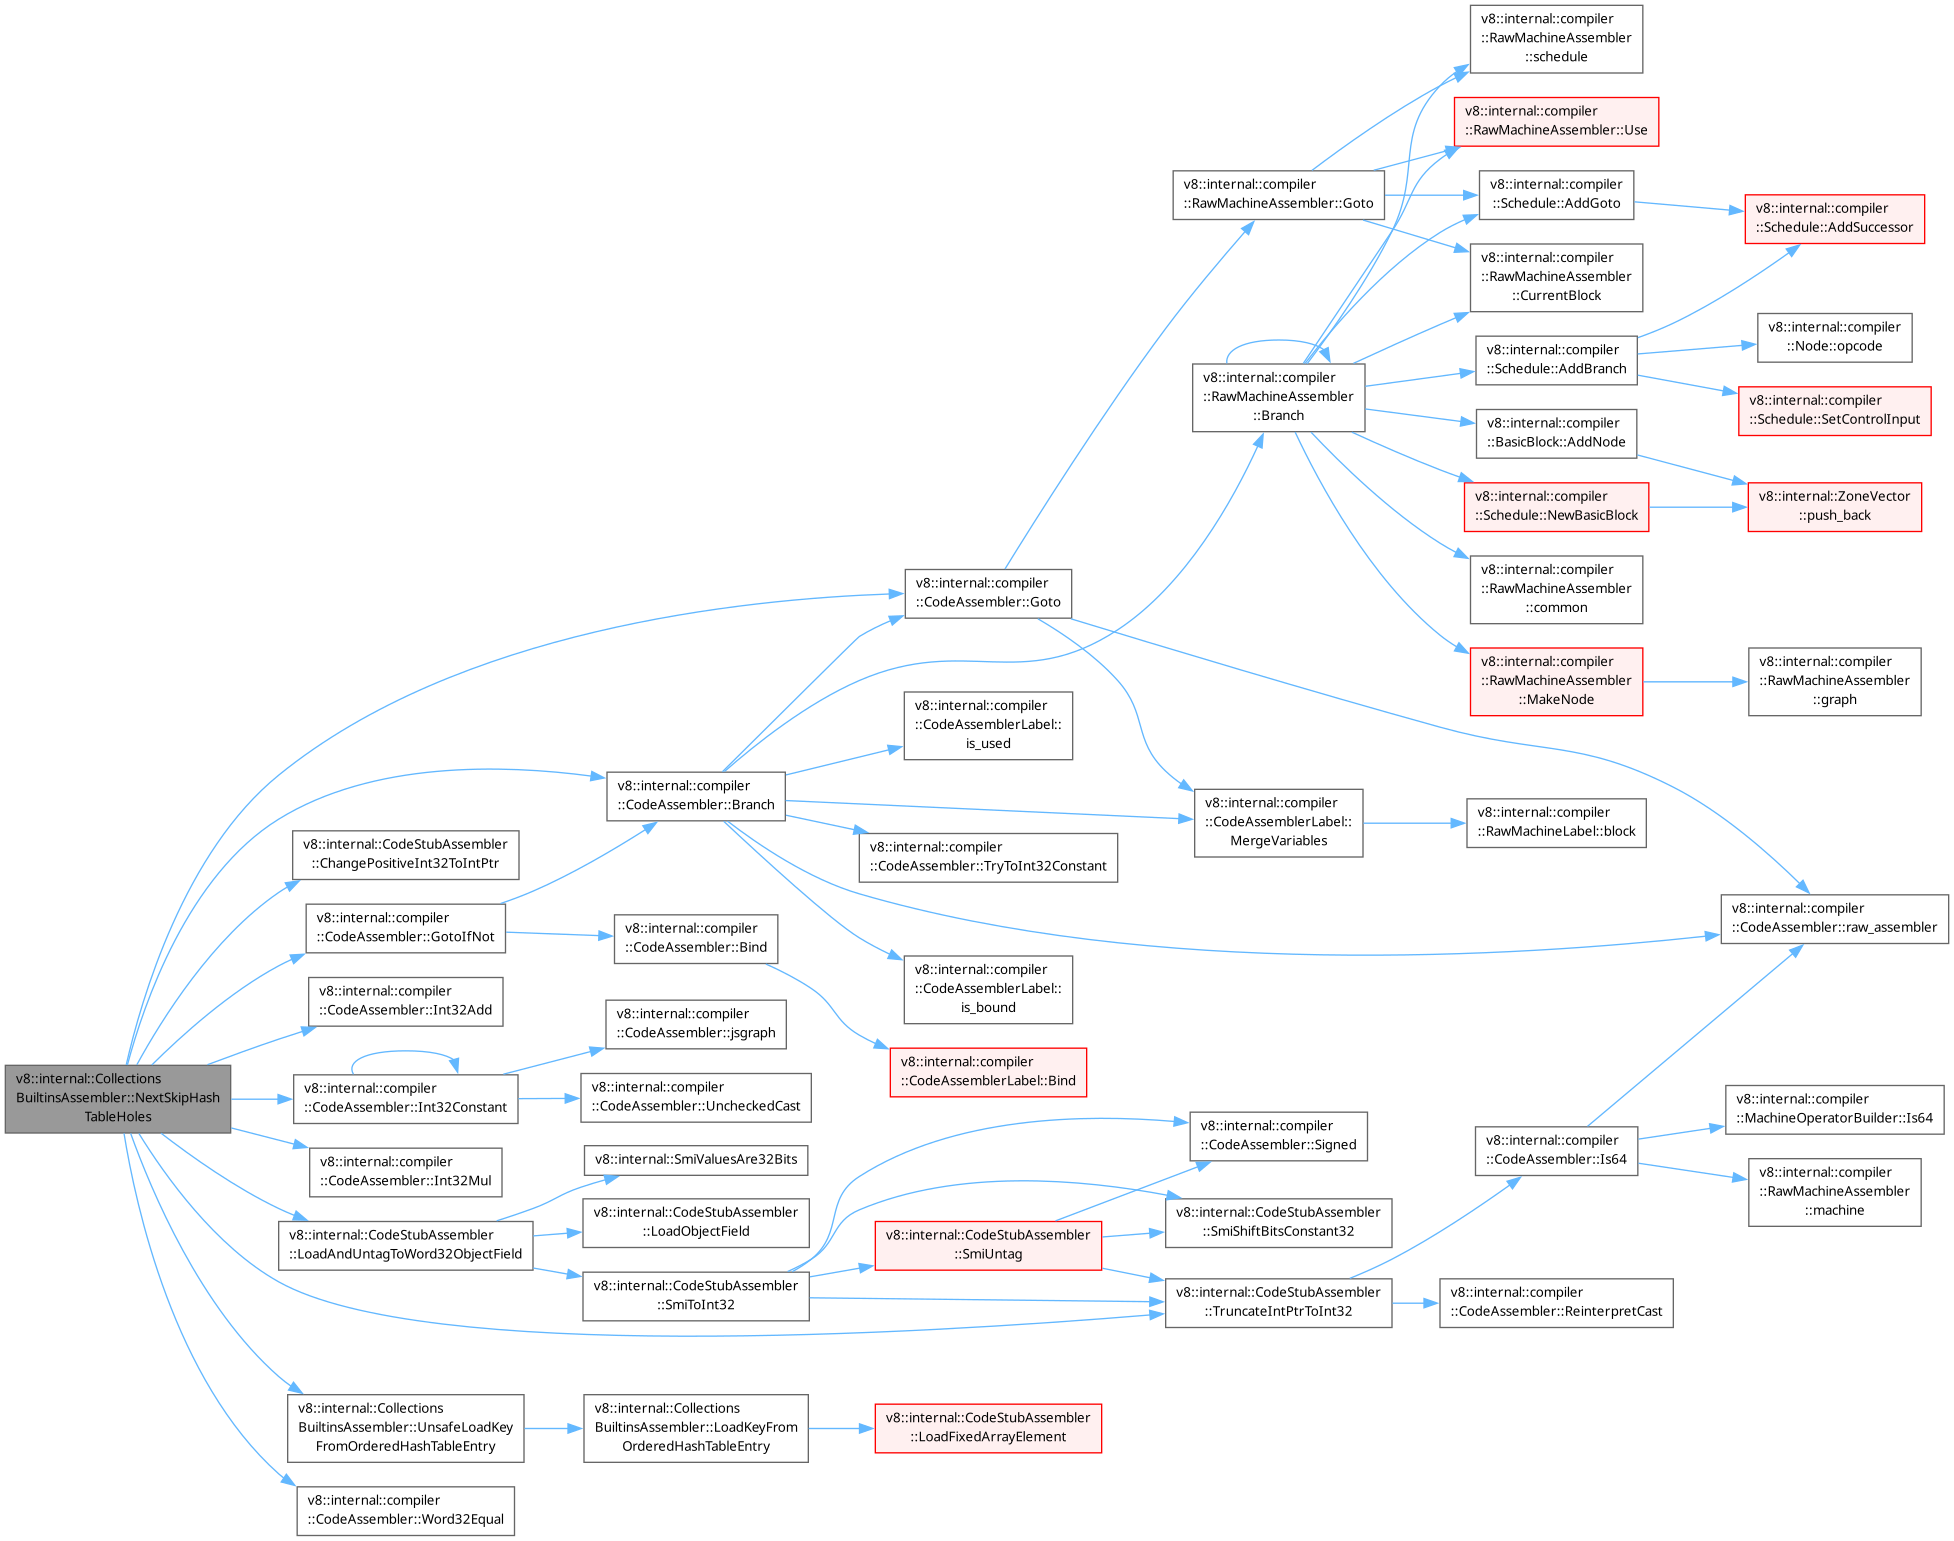 v8::internal::compiler
::RawMachineAssembler
::schedule
v8::internal::compiler
::RawMachineAssembler::Use
v8::internal::compiler
::RawMachineAssembler::Goto
v8::internal::compiler
::Schedule::AddGoto
v8::internal::compiler
::Schedule::AddSuccessor
v8::internal::compiler
::RawMachineAssembler
::CurrentBlock
v8::internal::compiler
::Node::opcode
v8::internal::compiler
::Schedule::AddBranch
v8::internal::compiler
::RawMachineAssembler
::Branch
v8::internal::compiler
::Schedule::SetControlInput
v8::internal::compiler
::BasicBlock::AddNode
v8::internal::compiler
::Schedule::NewBasicBlock
v8::internal::ZoneVector
::push_back
v8::internal::compiler
::RawMachineAssembler
::common
v8::internal::compiler
::CodeAssembler::Goto
v8::internal::compiler
::RawMachineAssembler
::MakeNode
v8::internal::compiler
::RawMachineAssembler
::graph
v8::internal::compiler
::CodeAssemblerLabel::
is_used
v8::internal::compiler
::CodeAssembler::Branch
v8::internal::compiler
::CodeAssemblerLabel::
MergeVariables
v8::internal::compiler
::RawMachineLabel::block
v8::internal::CodeStubAssembler
::ChangePositiveInt32ToIntPtr
v8::internal::compiler
::CodeAssembler::TryToInt32Constant
v8::internal::compiler
::CodeAssembler::GotoIfNot
v8::internal::compiler
::CodeAssembler::Bind
v8::internal::compiler
::CodeAssembler::raw_assembler
v8::internal::compiler
::CodeAssemblerLabel::
is_bound
v8::internal::compiler
::CodeAssembler::Int32Add
v8::internal::compiler
::CodeAssembler::jsgraph
v8::internal::compiler
::CodeAssemblerLabel::Bind
v8::internal::Collections
BuiltinsAssembler::NextSkipHash
TableHoles
v8::internal::compiler
::CodeAssembler::Int32Constant
v8::internal::compiler
::CodeAssembler::UncheckedCast
v8::internal::compiler
::MachineOperatorBuilder::Is64
v8::internal::compiler
::CodeAssembler::Signed
v8::internal::compiler
::CodeAssembler::Is64
v8::internal::compiler
::CodeAssembler::Int32Mul
v8::internal::SmiValuesAre32Bits
v8::internal::compiler
::RawMachineAssembler
::machine
v8::internal::CodeStubAssembler
::LoadAndUntagToWord32ObjectField
v8::internal::CodeStubAssembler
::LoadObjectField
v8::internal::CodeStubAssembler
::SmiUntag
v8::internal::CodeStubAssembler
::SmiShiftBitsConstant32
v8::internal::CodeStubAssembler
::SmiToInt32
v8::internal::CodeStubAssembler
::TruncateIntPtrToInt32
v8::internal::compiler
::CodeAssembler::ReinterpretCast
v8::internal::Collections
BuiltinsAssembler::UnsafeLoadKey
FromOrderedHashTableEntry
v8::internal::Collections
BuiltinsAssembler::LoadKeyFrom
OrderedHashTableEntry
v8::internal::CodeStubAssembler
::LoadFixedArrayElement
v8::internal::compiler
::CodeAssembler::Word32Equal